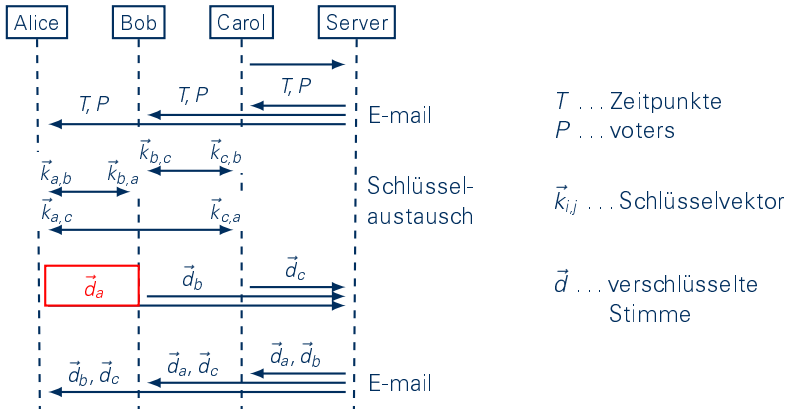 Alice Bob Carol Server
T, P T, P T, P
E-mail
T ... Zeitpunkte
P ... voters
k⃗b,c k⃗c,b
k⃗a,b k⃗b,a
Schlüssel-
austausch
k⃗i,j ... Schlüsselvektor
k⃗a,c k⃗c,a
d⃗a d⃗b d⃗c
d⃗ ... verschlüsselte
Stimme
d⃗b, d⃗c d⃗a, d⃗c d⃗a, d⃗b
E-mail